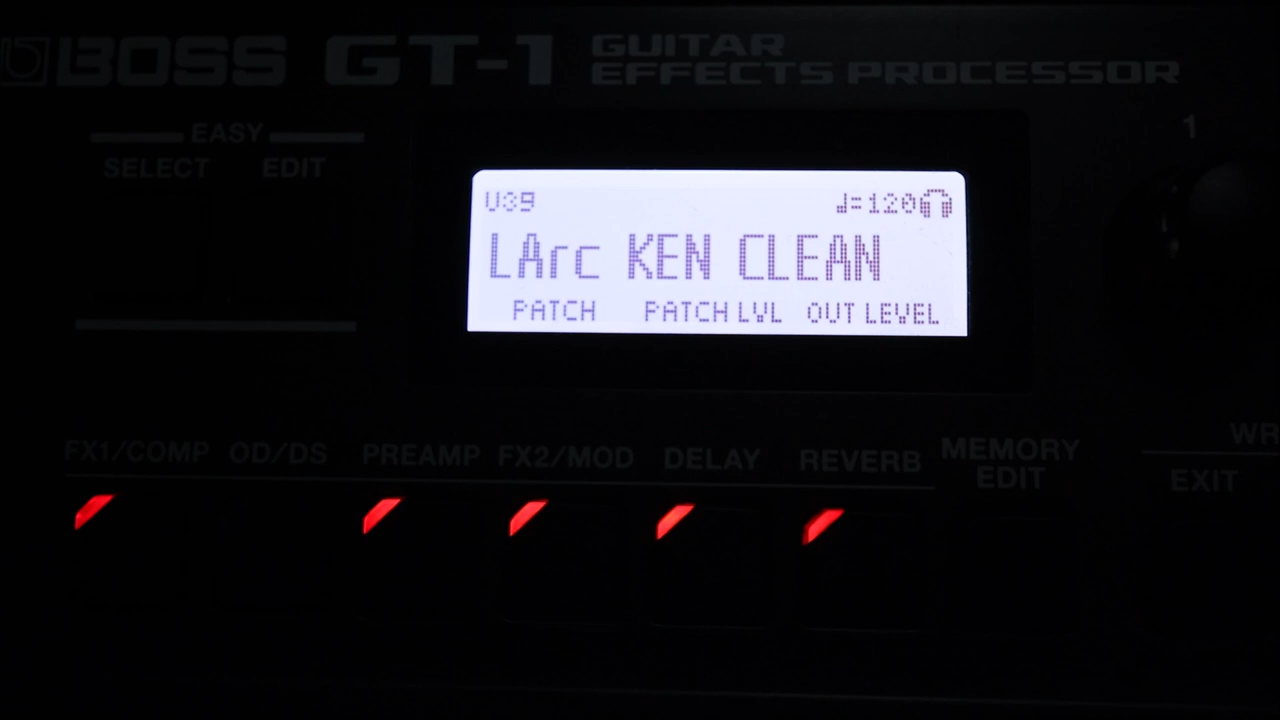 BOSS GT-1 GUITAR
EFFECTS PROCESSOR
EASY
SELECT EDIT
1
U39 ♩=120
LArc KEN CLEAN
PATCH PATCH LVL OUT LEVEL
FX1/COMP OD/DS PREAMP FX2/MOD DELAY REVERB MEMORY
EDIT
WR
EXIT